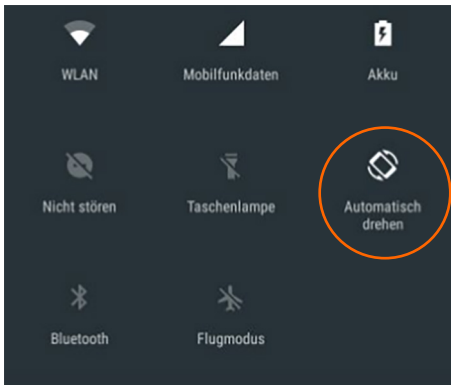 WLAN
Mobilfunkdaten
Akku
Nicht stören
Taschenlampe
Automatisch
drehen
Bluetooth
Flugmodus